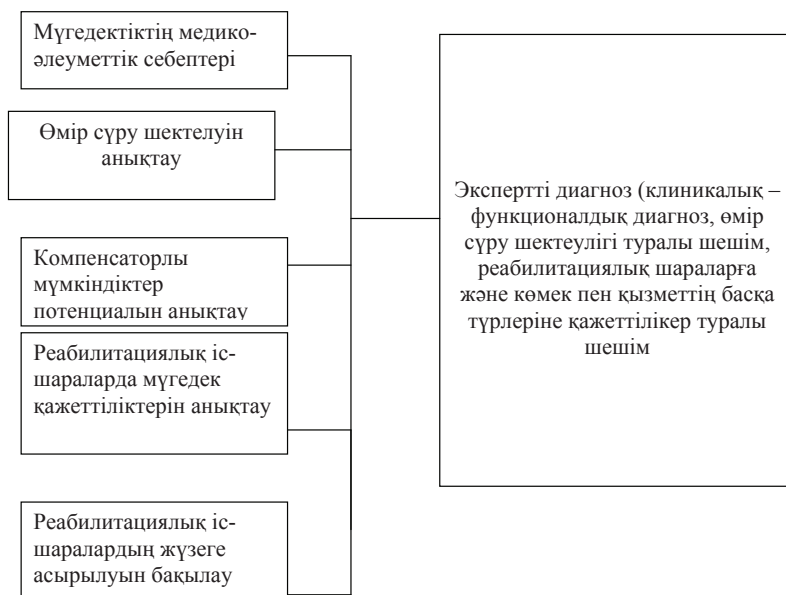 Мүгедектіктің медико-
әлеуметтік себептері
Өмір сүру шектелуін
анықтау
Компенсаторлы
мүмкіндіктер
потенциалын анықтау
Реабилитациялық іс-
шараларда мүгедек
қажеттіліктерін анықтау
Реабилитациялық іс-
шаралардың жүзеге
асырылуын бақылау
Экспертті диагноз (клиникалық –
функционалдық диагноз, өмір
сүру шектеулігі туралы шешім,
реабилитациялық шараларға
және көмек пен қызметтің басқа
түрлеріне қажеттілікер туралы
шешім